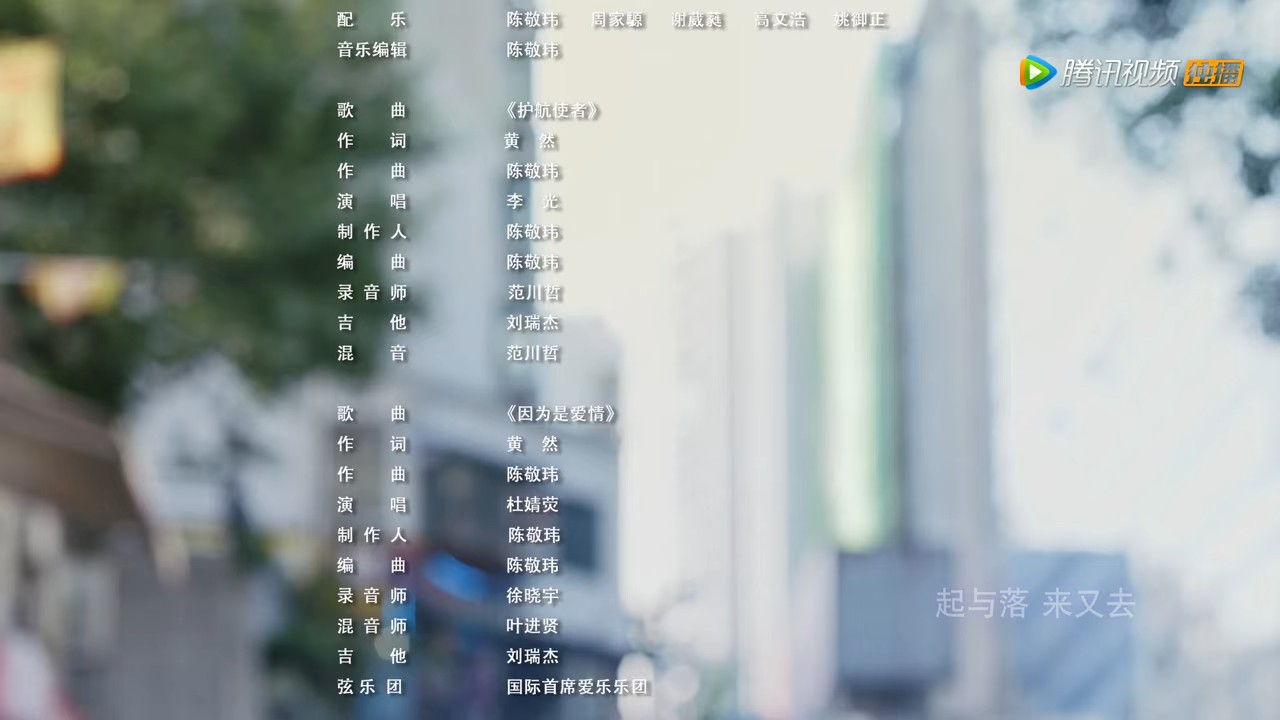 配乐 陈敬玮 周家騵 谢葳蕤 高文浩 姚御正
音乐编辑 陈敬玮
腾讯视频 独播
歌曲 《护航使者》
作词 黄然
作曲 陈敬玮
演唱 李光
制作人 陈敬玮
编曲 陈敬玮
录音师 范川哲
吉他 刘瑞杰
混音 范川哲
歌曲 《因为是爱情》
作词 黄然
作曲 陈敬玮
演唱 杜婧荧
制作人 陈敬玮
编曲 陈敬玮
录音师 徐晓宇
起与落 来又去
混音师 叶进贤
吉他 刘瑞杰
弦乐团 国际首席爱乐乐团